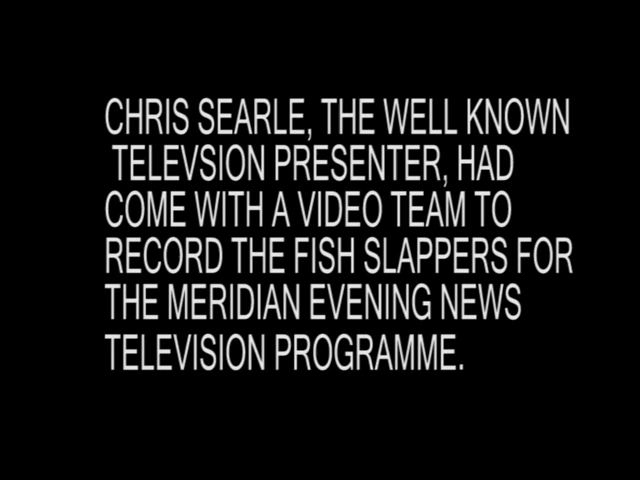 CHRIS SEARLE, THE WELL KNOWN
TELEVSION PRESENTER, HAD
COME WITH A VIDEO TEAM TO
RECORD THE FISH SLAPPERS FOR
THE MERIDIAN EVENING NEWS
TELEVISION PROGRAMME.